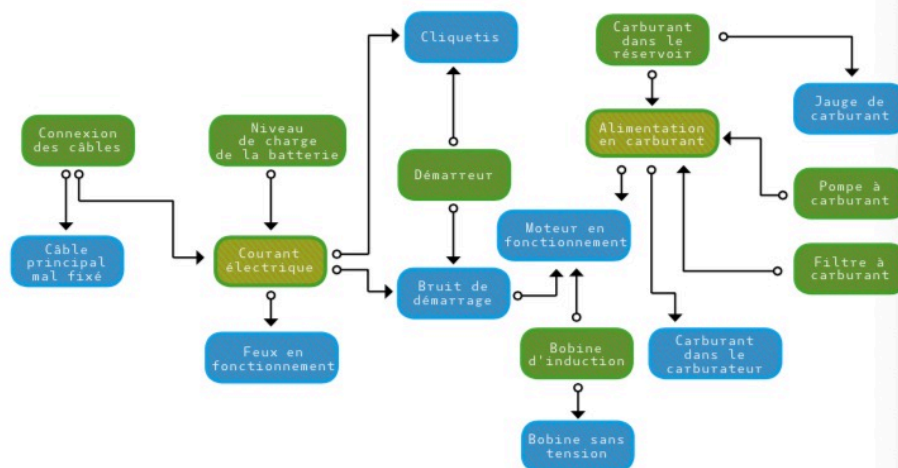 Cliquetis
Carburant
dans le
réservoir
Jauge de
carburant
Connexion
des câbles
Niveau
de charge
de la batterie
Alimentation
en carburant
Démarreur
Pompe à
carburant
Moteur en
fonctionnement
Câble
principal
mal fixé
Courant
électrique
Filtre à
carburant
Bruit de
démarrage
Feux en
fonctionnement
Bobine
d'induction
Carburant
dans le
carburateur
Bobine sans
tension